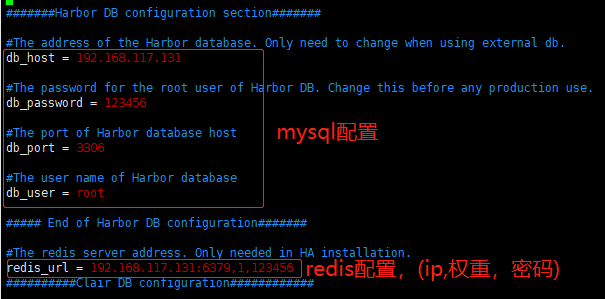 #######Harbor DB configuration section#######
#The address of the Harbor database. Only need to change when using external db.
db_host = 192.168.117.131
#The password for the root user of Harbor DB. Change this before any production use.
db_password = 123456
mysql配置
#The port of Harbor database host
db_port = 3306
#The user name of Harbor database
db_user = root
##### End of Harbor DB configuration#######
#The redis server address. Only needed in HA installation.
redis_url = 192.168.117.131:6379,1,123456 redis配置，(ip,权重，密码)
##########Clair DB configuration############